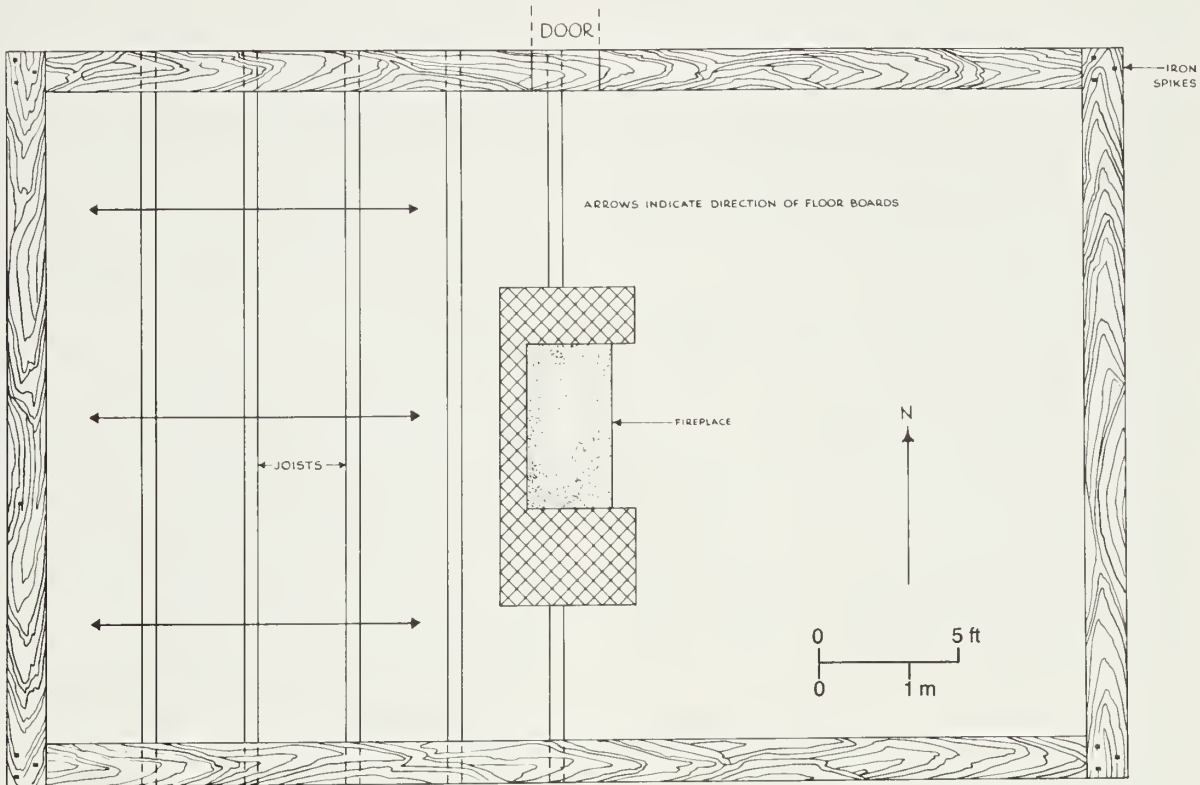 DOOR
IRON
SPIKES
ARROWS INDICATE DIRECTION OF FLOOR BOARDS
N
FIREPLACE
JOISTS
0 5 ft
0 1 m